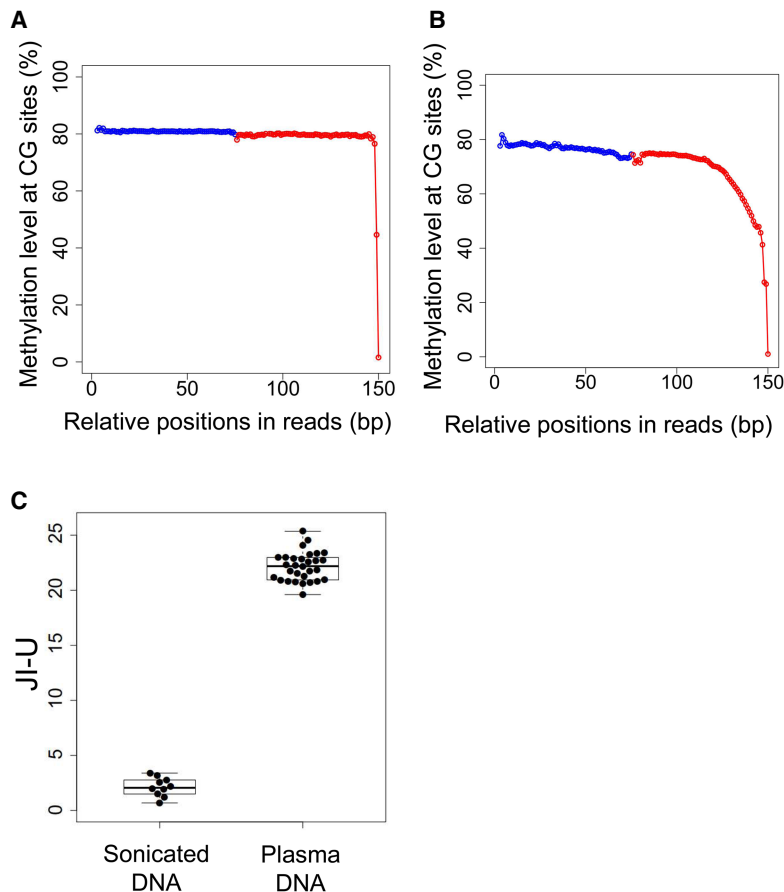 A
Methylation level at CG sites (%)
100
80
60
40
20
0
0
50
100
150
Relative positions in reads (bp)
B
Methylation level at CG sites (%)
100
80
60
40
20
0
0
50
100
150
Relative positions in reads (bp)
C
JI-U
25
20
15
10
5
0
Sonicated
DNA
Plasma
DNA